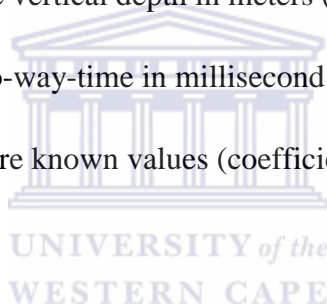 vertical depth in meters
-way-time in millisecond
re known values (coeffici
UNIVERSITY of the
WESTERN CAPE